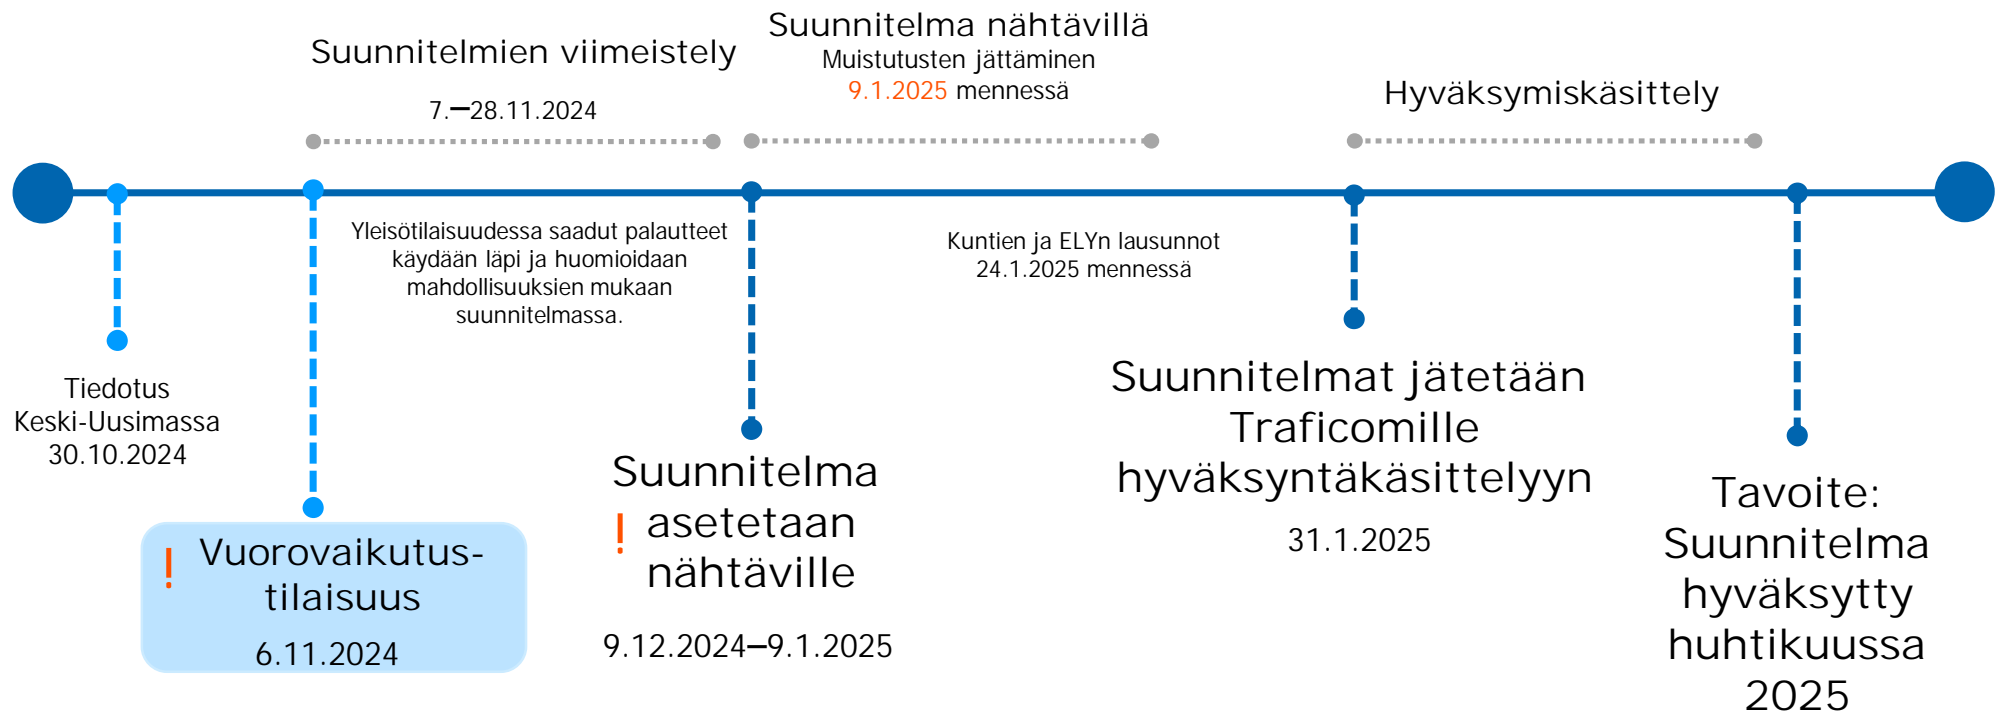 Suunnitelmien viimeistely
7.–28.11.2024
Suunnitelma nähtävillä
Muistutusten jättäminen
9.1.2025 mennessä
Hyväksymiskäsittely
Yleisötilaisuudessa saadut palautteet
käydään läpi ja huomioidaan
mahdollisuuksien mukaan
suunnitelmassa.
Kuntien ja ELYn lausunnot
24.1.2025 mennessä
Tiedotus
Keski-Uusimassa
30.10.2024
! Vuorovaikutus-
tilaisuus
6.11.2024
Suunnitelma
! asetetaan
nähtäville
9.12.2024–9.1.2025
Suunnitelmat jätetään
Traficomille
hyväksyntäkäsittelyyn
31.1.2025
Tavoite:
Suunnitelma
hyväksytty
huhtikuussa
2025